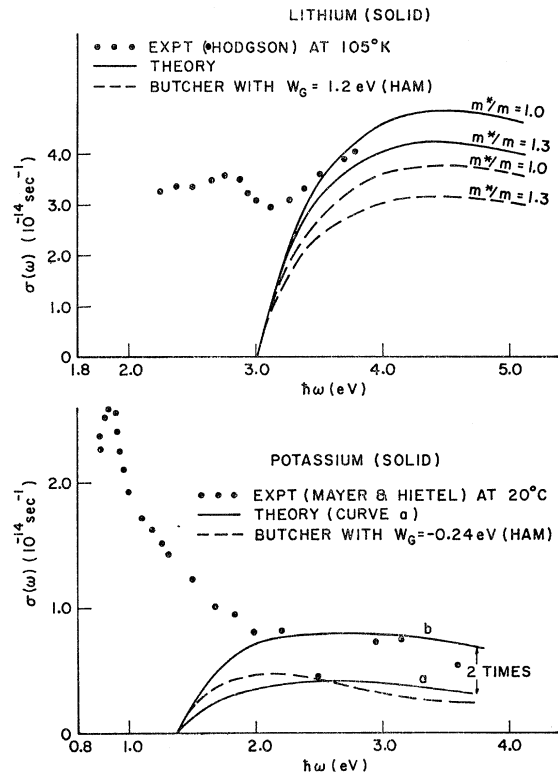 LITHIUM (SOLID)
EXPT (HODGSON) AT 105°K
THEORY
BUTCHER WITH W_G = 1.2 eV (HAM)
m*/m = 1.0
m*/m = 1.3
m*/m = 1.0
m*/m = 1.3
4.0
3.0
2.0
1.0
0
σ(ω) (10⁻¹⁴ sec⁻¹)
1.8 2.0 3.0 4.0 5.0
ħω (eV)
POTASSIUM (SOLID)
EXPT (MAYER & HIETEL) AT 20°C
THEORY (CURVE a)
BUTCHER WITH W_G=-0.24 eV (HAM)
b
a
2 TIMES
2.0
1.0
0
σ(ω) (10⁻¹⁴ sec⁻¹)
0.8 1.0 2.0 3.0 4.0
ħω (eV)